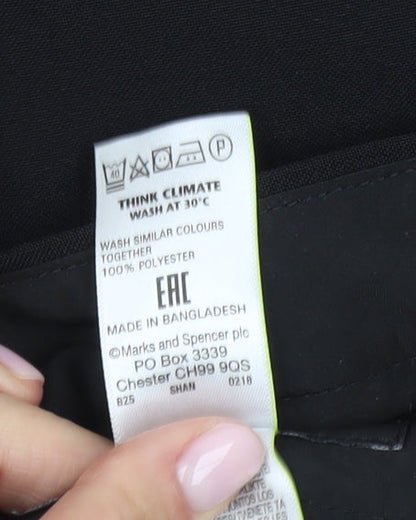 40 P
THINK CLIMATE
WASH AT 30°C
WASH SIMILAR COLOURS
TOGETHER
100% POLYESTER
EAC
MADE IN BANGLADESH
©Marks and Spencer plc
PO Box 3339
Chester CH99 9QS
B25 SHAN 0218